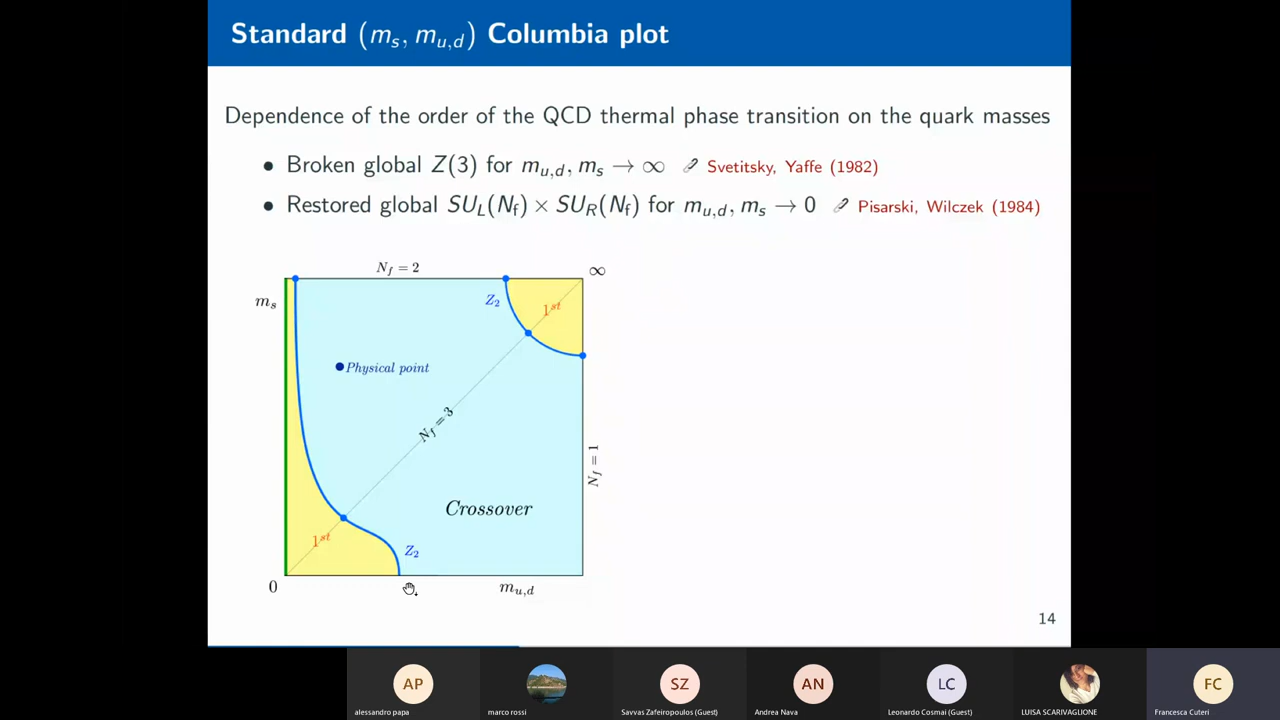 Standard (m_s, m_{u,d}) Columbia plot
Dependence of the order of the QCD thermal phase transition on the quark masses
• Broken global Z(3) for m_{u,d}, m_s → ∞ Svetitsky, Yaffe (1982)
• Restored global SU_L(N_f) × SU_R(N_f) for m_{u,d}, m_s → 0 Pisarski, Wilczek (1984)
N_f = 2
∞
m_s
Z_2
1^{st}
Physical point
N_f = 3
N_f = 1
Crossover
1^{st}
Z_2
0
m_{u,d}
14
AP
SZ
AN
LC
FC
alessandro papa
marco rossi
Savvas Zafeiropoulos (Guest)
Andrea Nava
Leonardo Cosmai (Guest)
LUISA SCARIVAGLIONE
Francesca Cuteri